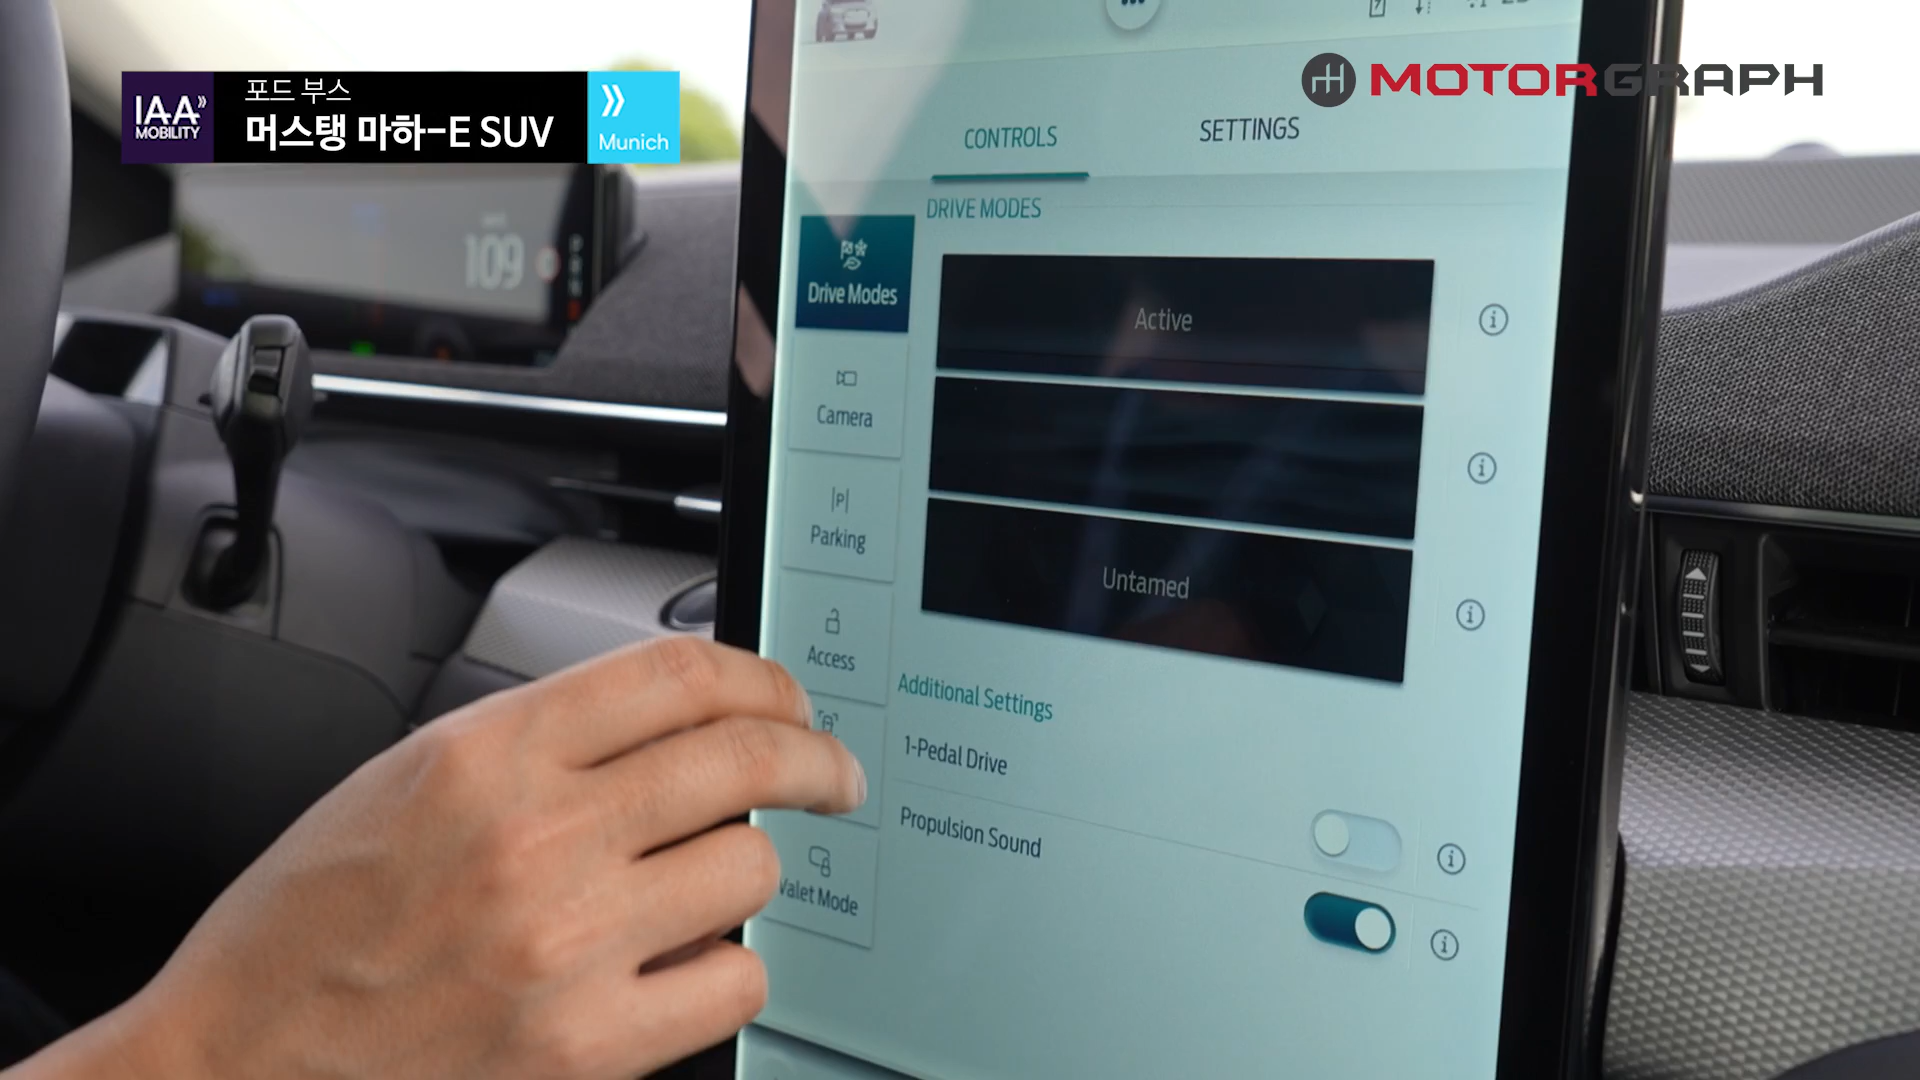 IAA
MOBILITY
포드 부스
머스탱 마하-E SUV
Munich
MOTORGRAPH
CONTROLS
SETTINGS
DRIVE MODES
Drive Modes
Active
Camera
Parking
Untamed
Access
Additional Settings
1-Pedal Drive
Propulsion Sound
Valet Mode
109